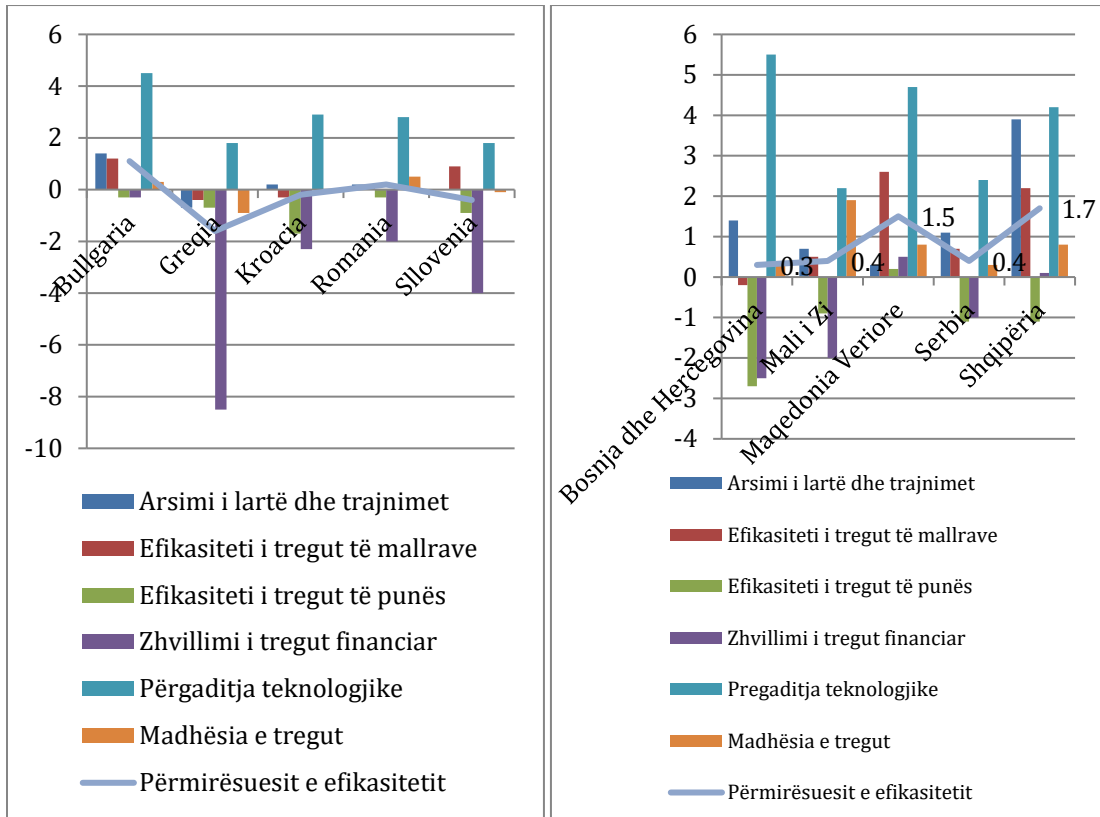 6
4
2
0
-2
-4
-6
-8
-10
Bullgaria
Greqia
Kroacia
Romania
Sllovenia
Arsimi i lartë dhe trajnimet
Efikasiteti i tregut të mallrave
Efikasiteti i tregut të punës
Zhvillimi i tregut financiar
Përgaditja teknologjike
Madhësia e tregut
Përmirësuesit e efikasitetit
6
5
4
3
2
1
0
-1
-2
-3
-4
0.3
0.4
1.5
0.4
1.7
Bosnja dhe Hercegovina
Mali i Zi
Maqedonia Veriore
Serbia
Shqipëria
Arsimi i lartë dhe trajnimet
Efikasiteti i tregut të mallrave
Efikasiteti i tregut të punës
Zhvillimi i tregut financiar
Pregaditja teknologjike
Madhësia e tregut
Përmirësuesit e efikasitetit